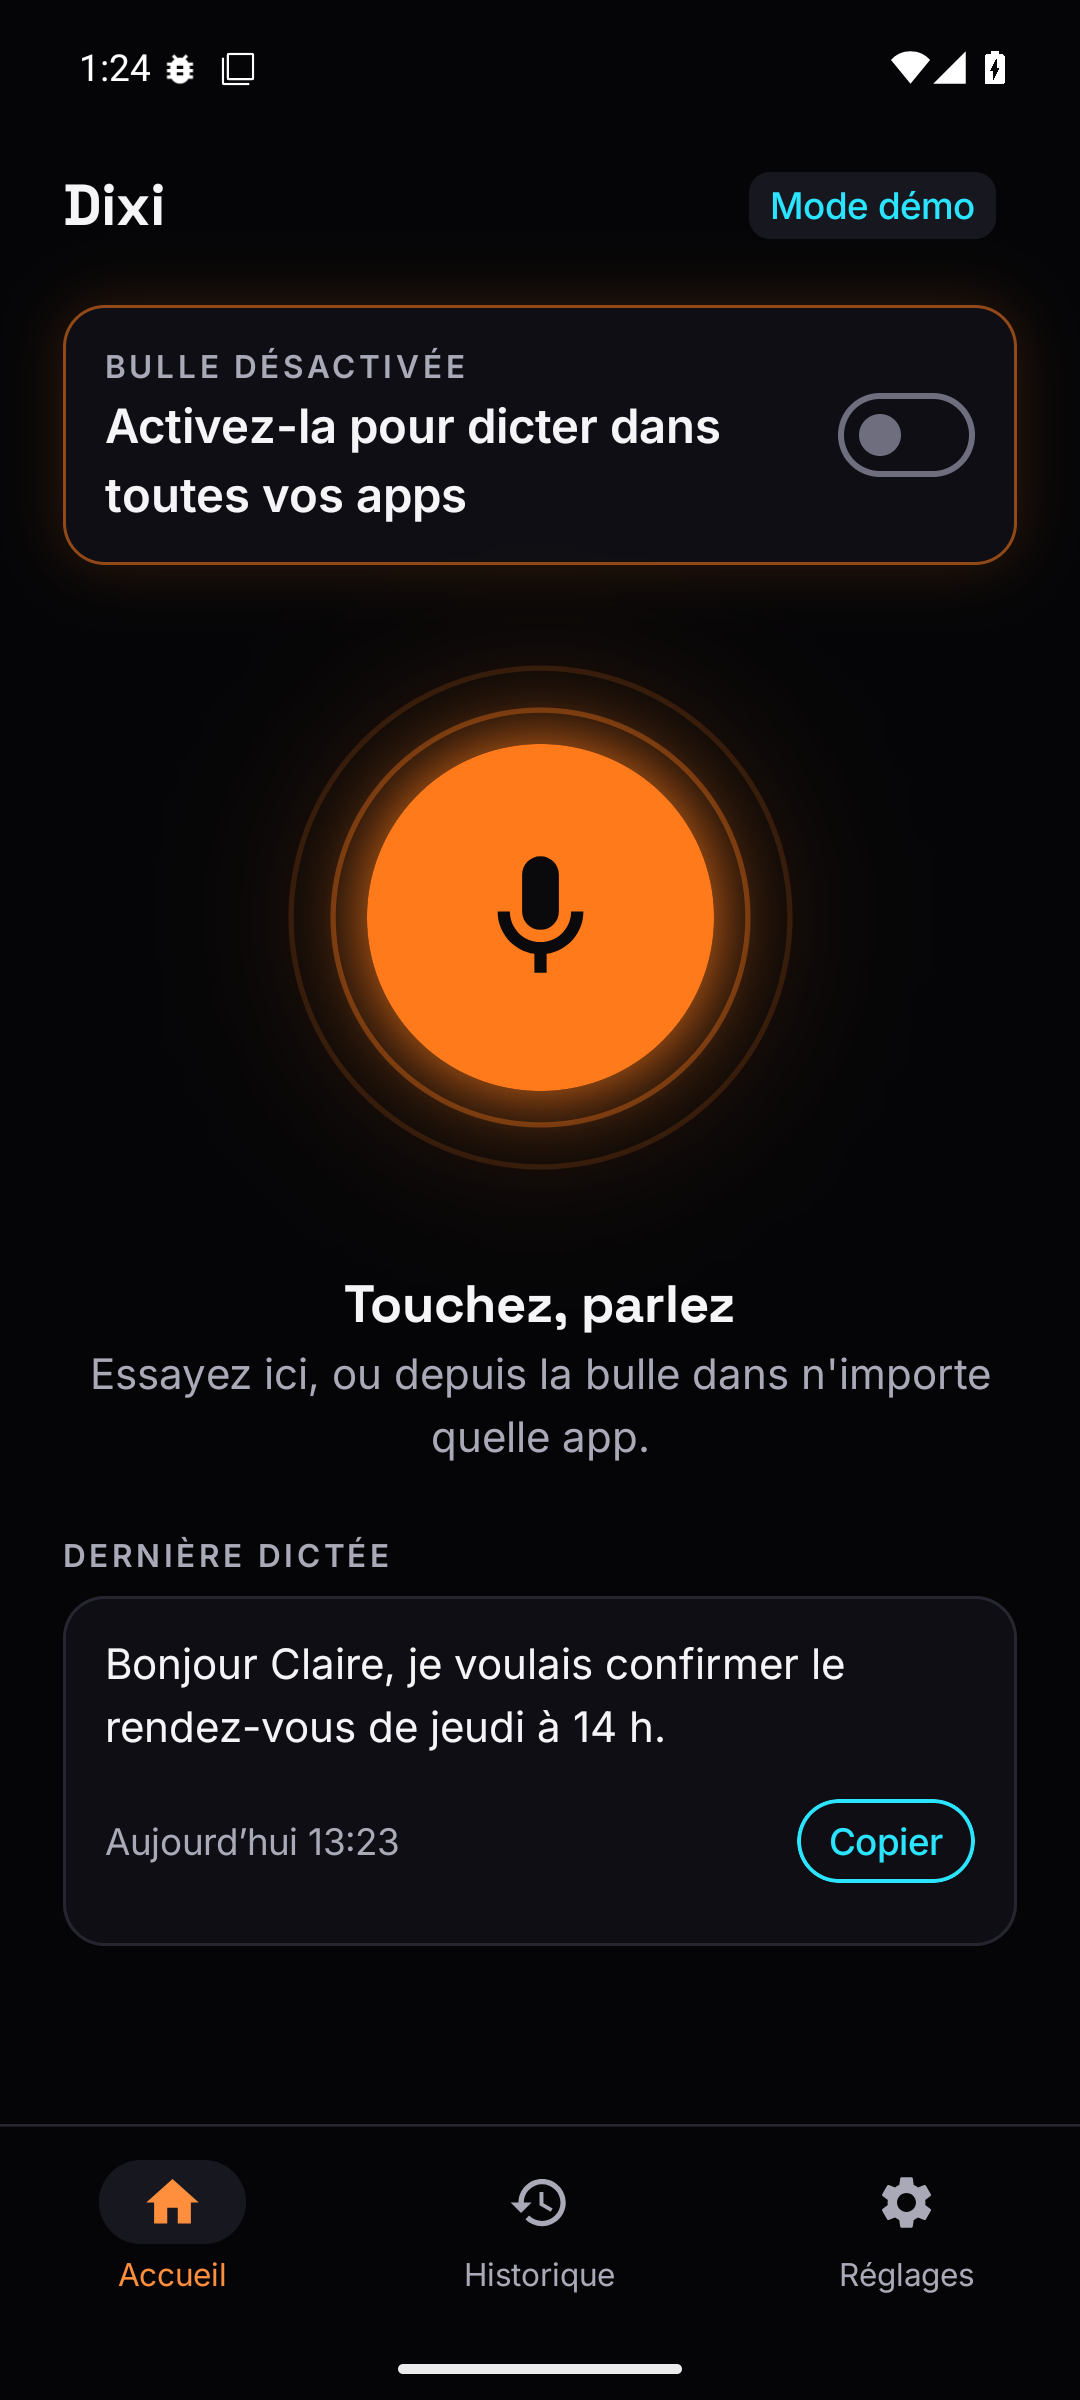 1:24
Dixi
Mode démo
BULLE DÉSACTIVÉE
Activez-la pour dicter dans
toutes vos apps
Touchez, parlez
Essayez ici, ou depuis la bulle dans n'importe
quelle app.
DERNIÈRE DICTÉE
Bonjour Claire, je voulais confirmer le
rendez-vous de jeudi à 14 h.
Aujourd’hui 13:23
Copier
Accueil
Historique
Réglages